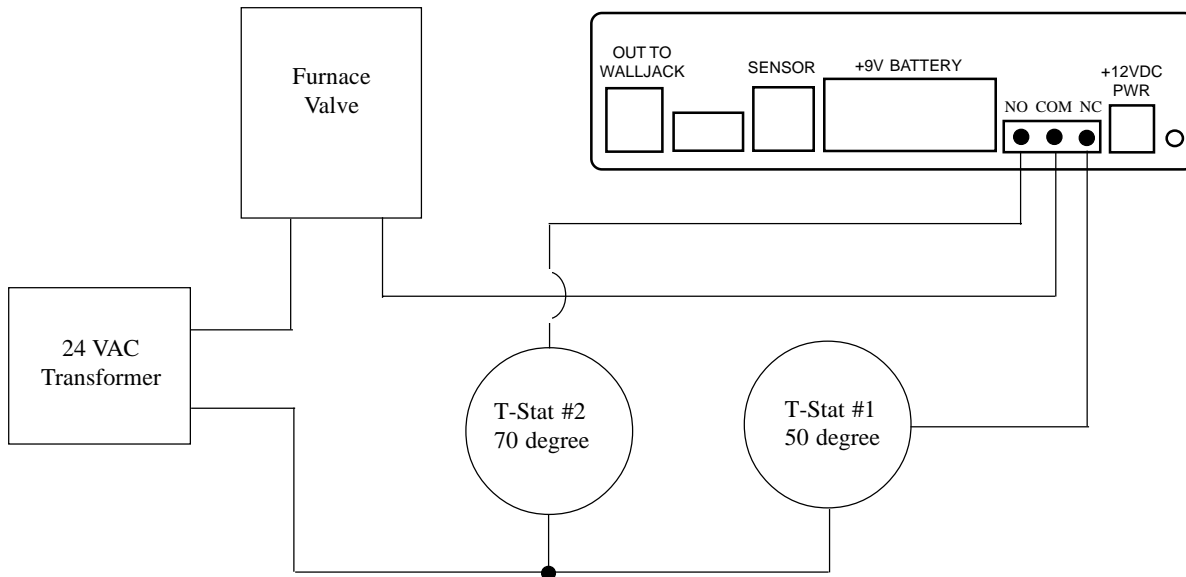 Furnace
Valve
OUT TO
WALLJACK
SENSOR
+9V BATTERY
+12VDC
PWR
NO COM NC
24 VAC
Transformer
T-Stat #2
70 degree
T-Stat #1
50 degree